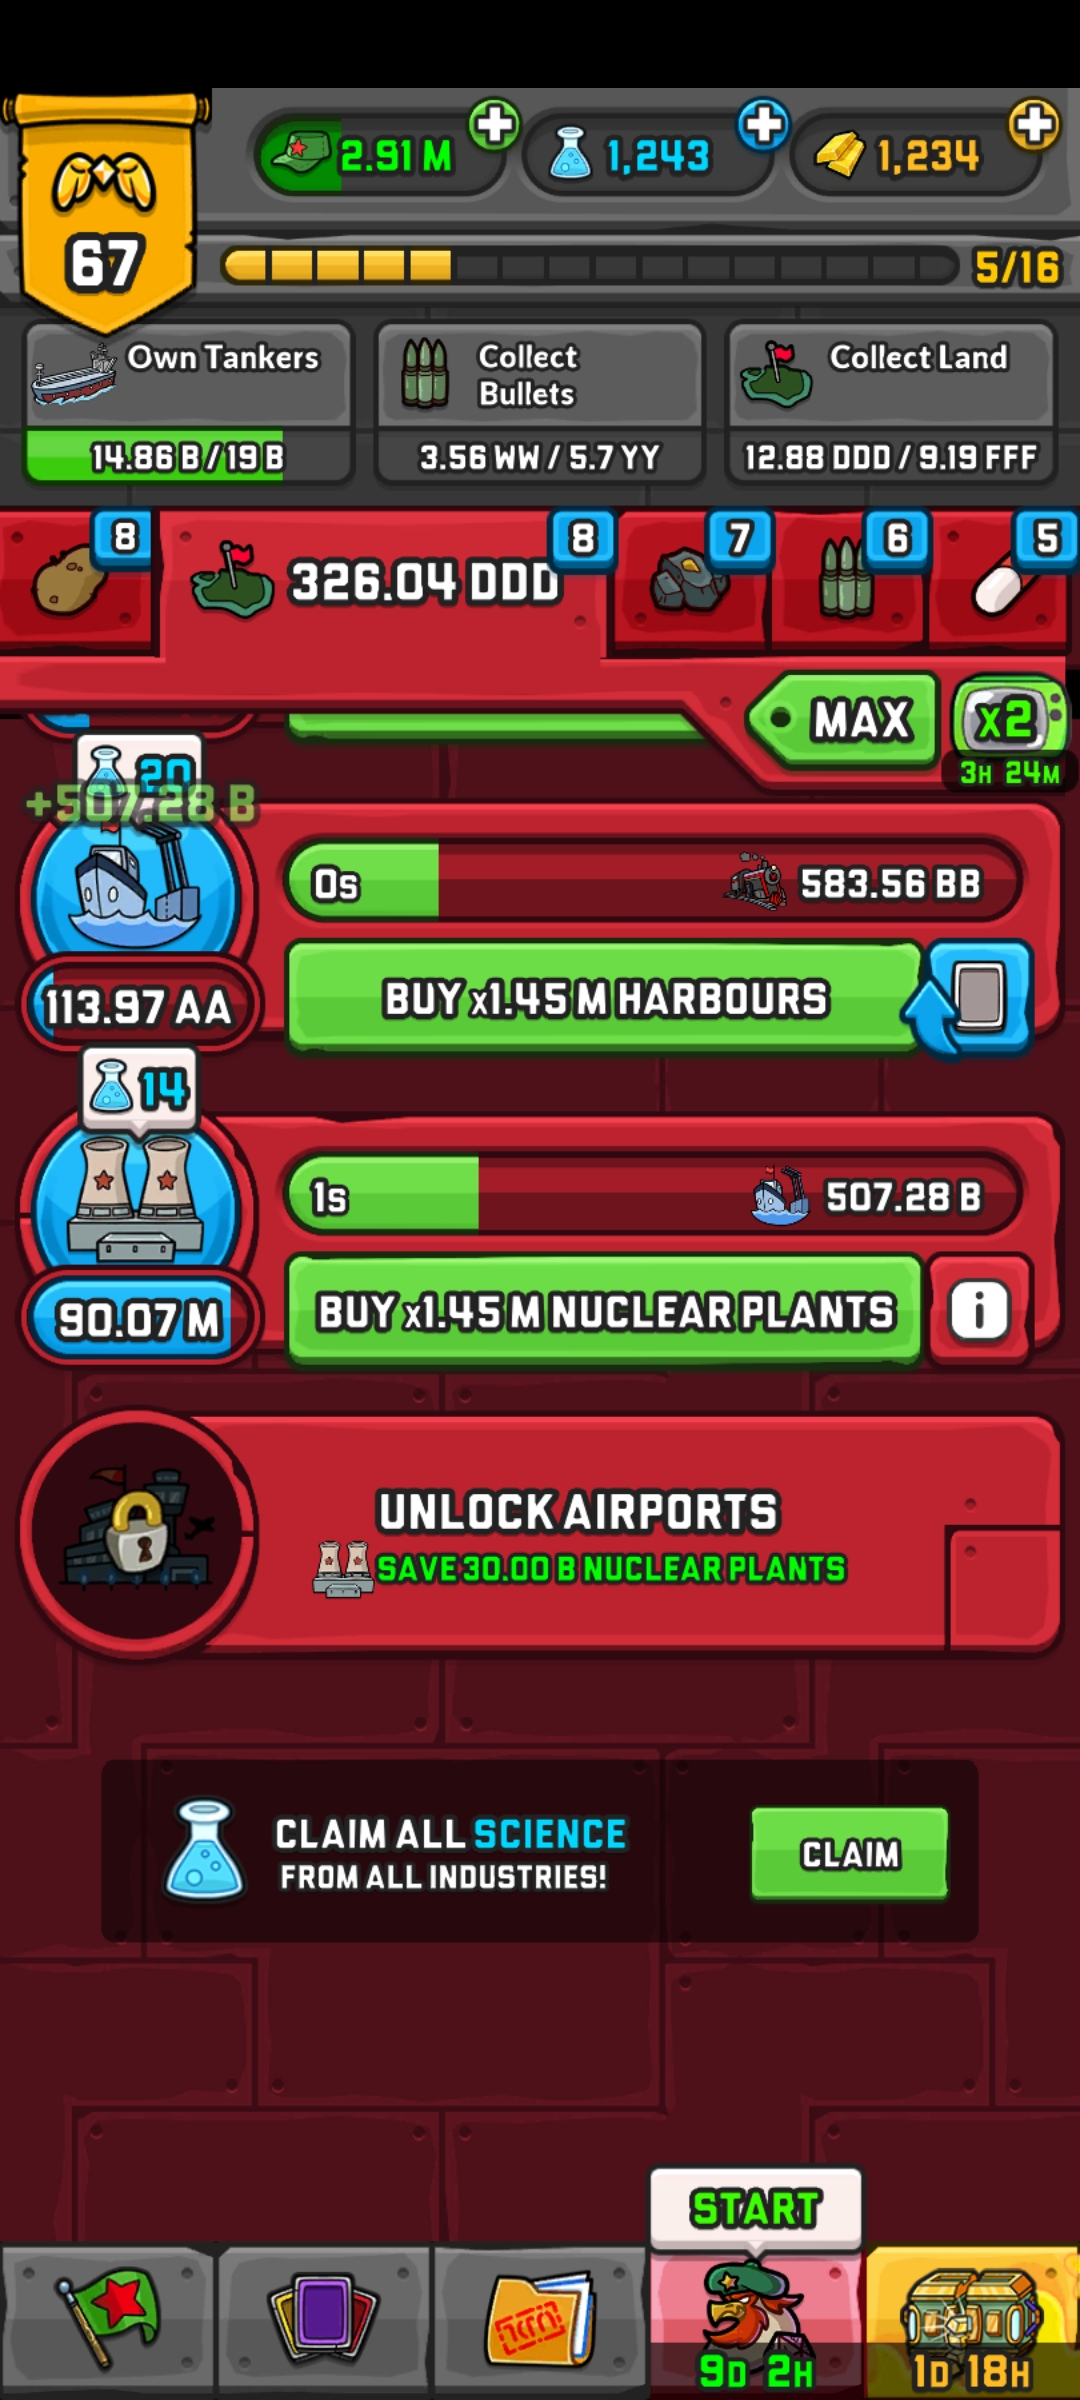 67
2.91 M
1,243
1,234
5/16
Own Tankers
14.86 B / 19 B
Collect
Bullets
3.56 WW / 5.7 YY
Collect Land
12.88 DDD / 9.19 FFF
8
326.04 DDD
8
7
6
5
MAX
x2
3H 24M
20
+507.28 B
0s
583.56 BB
113.97 AA
BUY x1.45 M HARBOURS
14
1s
507.28 B
90.07 M
BUY x1.45 M NUCLEAR PLANTS
i
UNLOCK AIRPORTS
SAVE 30.00 B NUCLEAR PLANTS
CLAIM ALL SCIENCE
FROM ALL INDUSTRIES!
CLAIM
START
9D 2H
1D 18H